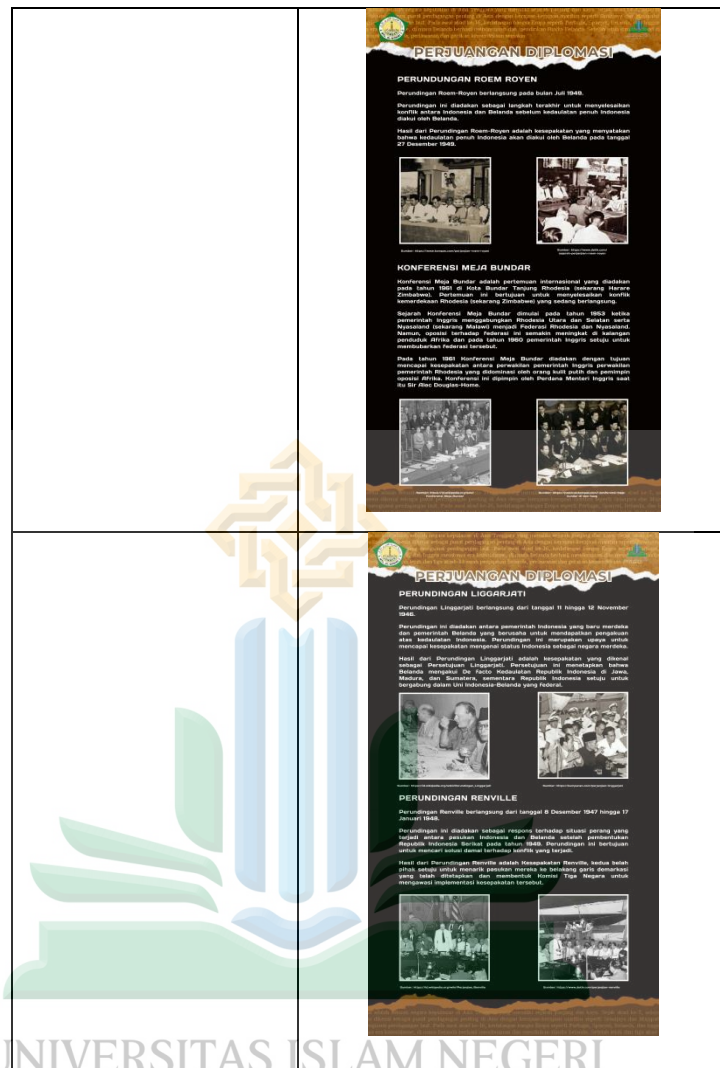 PERJUANGAN DIPLOMASI
PERUNDUNGAN ROEM ROYEN
Perundingan Roem-Royen berlangsung pada bulan Juli 1949.
Perundingan ini diadakan sebagai langkah terakhir untuk menyelesaikan
konflik antara Indonesia dan Belanda sebelum kedaulatan penuh Indonesia
diakui oleh Belanda.
Hasil dari Perundingan Roem-Royen adalah kesepakatan yang menyatakan
bahwa kedaulatan penuh Indonesia akan diakui oleh Belanda pada tanggal
27 Desember 1949.
KONFERENSI MEJA BUNDAR
Konferensi Meja Bundar adalah pertemuan internasional yang diadakan
pada tahun 1961 di Kota Bundar Tanjung Rhodesia (sekarang Harare
Zimbabwe). Pertemuan ini bertujuan untuk menyelesaikan konflik
kemerdekaan Rhodesia (sekarang Zimbabwe) yang sedang berlangsung.
Sejarah Konferensi Meja Bundar dimulai pada tahun 1953 ketika
pemerintah Inggris menggabungkan Rhodesia Utara dan Selatan serta
Nyasaland (sekarang Malawi) menjadi Federasi Rhodesia dan Nyasaland.
Namun, oposisi terhadap federasi ini semakin meningkat di kalangan
penduduk Afrika dan pada tahun 1960 pemerintah Inggris setuju untuk
membubarkan federasi tersebut.
Pada tahun 1961 Konferensi Meja Bundar diadakan dengan tujuan
mencapai kesepakatan antara perwakilan pemerintah Inggris perwakilan
pemerintah Rhodesia yang didominasi oleh orang kulit putih dan pemimpin
oposisi Afrika. Konferensi ini dipimpin oleh Perdana Menteri Inggris saat
itu Sir Alec Douglas-Home.
PERJUANGAN DIPLOMASI
PERUNDINGAN LIGGARJATI
Perundingan Linggarjati berlangsung dari tanggal 11 hingga 12 November
1946.
Perundingan ini diadakan antara pemerintah Indonesia yang baru merdeka
dan pemerintah Belanda yang berusaha untuk mendapatkan pengakuan
atas kedaulatan Indonesia. Perundingan ini merupakan upaya untuk
mencapai kesepakatan mengenai status Indonesia sebagai negara merdeka.
Hasil dari Perundingan Linggarjati adalah kesepakatan yang dikenal
sebagai Persetujuan Linggarjati. Persetujuan ini menetapkan bahwa
Belanda mengakui De Facto Kedaulatan Republik Indonesia di Jawa,
Madura, dan Sumatera, sementara Republik Indonesia setuju untuk
bergabung dalam Uni Indonesia-Belanda yang federal.
PERUNDINGAN RENVILLE
Perundingan Renville berlangsung dari tanggal 8 Desember 1947 hingga 17
Januari 1948.
Perundingan ini diadakan sebagai respons terhadap situasi perang yang
terjadi antara pasukan Indonesia dan Belanda setelah pembentukan
Republik Indonesia Serikat pada tahun 1949. Perundingan ini bertujuan
untuk mencari solusi damai terhadap konflik yang terjadi.
Hasil dari Perundingan Renville adalah Kesepakatan Renville, kedua belah
pihak setuju untuk menarik pasukan mereka ke belakang garis demarkasi
yang telah ditetapkan dan membentuk Komisi Tiga Negara untuk
mengawasi implementasi kesepakatan tersebut.
UNIVERSITAS ISLAM NEGERI